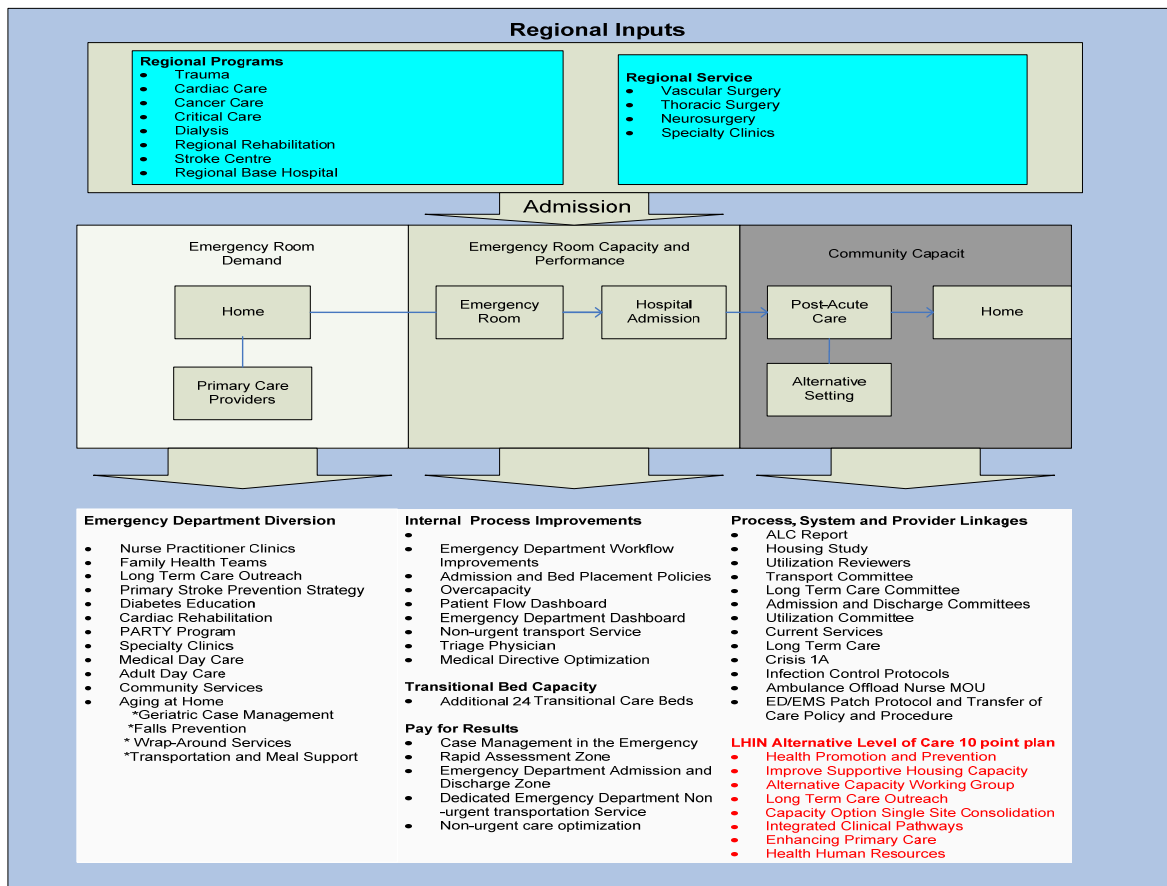 Regional Inputs
Regional Programs
• Trauma
• Cardiac Care
• Cancer Care
• Critical Care
• Dialysis
• Regional Rehabilitation
• Stroke Centre
• Regional Base Hospital
Regional Service
• Vascular Surgery
• Thoracic Surgery
• Neurosurgery
• Specialty Clinics
Admission
Emergency Room
Demand
Home
Primary Care
Providers
Emergency Room Capacity and
Performance
Emergency
Room
Hospital
Admission
Community Capacit
Post-Acute
Care
Home
Alternative
Setting
Emergency Department Diversion
• Nurse Practitioner Clinics
• Family Health Teams
• Long Term Care Outreach
• Primary Stroke Prevention Strategy
• Diabetes Education
• Cardiac Rehabilitation
• PARTY Program
• Specialty Clinics
• Medical Day Care
• Adult Day Care
• Community Services
• Aging at Home
*Geriatric Case Management
*Falls Prevention
* Wrap-Around Services
*Transportation and Meal Support
Internal Process Improvements
•
• Emergency Department Workflow
Improvements
• Admission and Bed Placement Policies
• Overcapacity
• Patient Flow Dashboard
• Emergency Department Dashboard
• Non-urgent transport Service
• Triage Physician
• Medical Directive Optimization
Transitional Bed Capacity
• Additional 24 Transitional Care Beds
Pay for Results
• Case Management in the Emergency
• Rapid Assessment Zone
• Emergency Department Admission and
Discharge Zone
• Dedicated Emergency Department Non
-urgent transportation Service
• Non-urgent care optimization
Process, System and Provider Linkages
• ALC Report
• Housing Study
• Utilization Reviewers
• Transport Committee
• Long Term Care Committee
• Admission and Discharge Committees
• Utilization Committee
• Current Services
• Long Term Care
• Crisis 1A
• Infection Control Protocols
• Ambulance Offload Nurse MOU
• ED/EMS Patch Protocol and Transfer of
Care Policy and Procedure
LHIN Alternative Level of Care 10 point plan
• Health Promotion and Prevention
• Improve Supportive Housing Capacity
• Alternative Capacity Working Group
• Long Term Care Outreach
• Capacity Option Single Site Consolidation
• Integrated Clinical Pathways
• Enhancing Primary Care
• Health Human Resources